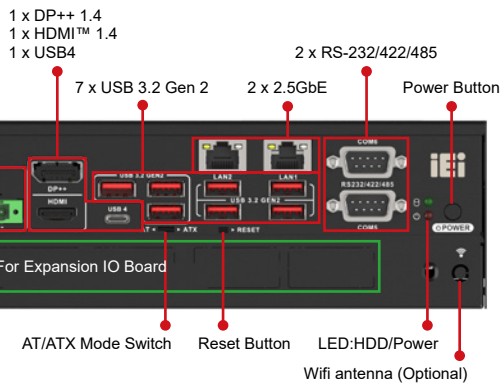 1 x DP++ 1.4
1 x HDMI™ 1.4
1 x USB4
2 x RS-232/422/485
7 x USB 3.2 Gen 2
2 x 2.5GbE
Power Button
COM6
iEi
DP++
USB 3.2 GEN2
LAN2
LAN1
RS232/422/485
HDMI
USB 4
USB 3.2 GEN2
AT ATX
RESET
COM5
POWER
For Expansion IO Board
AT/ATX Mode Switch
Reset Button
LED:HDD/Power
Wifi antenna (Optional)